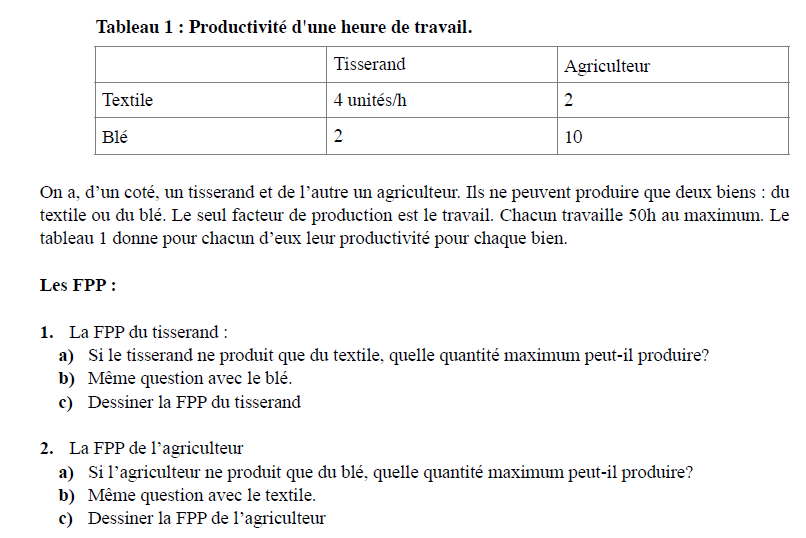 Tableau 1 : Productivité d'une heure de travail.
Tisserand Agriculteur
Textile 4 unités/h 2
Blé 2 10
On a, d’un coté, un tisserand et de l’autre un agriculteur. Ils ne peuvent produire que deux biens : du
textile ou du blé. Le seul facteur de production est le travail. Chacun travaille 50h au maximum. Le
tableau 1 donne pour chacun d’eux leur productivité pour chaque bien.
Les FPP :
1. La FPP du tisserand :
a) Si le tisserand ne produit que du textile, quelle quantité maximum peut-il produire?
b) Même question avec le blé.
c) Dessiner la FPP du tisserand
2. La FPP de l’agriculteur
a) Si l’agriculteur ne produit que du blé, quelle quantité maximum peut-il produire?
b) Même question avec le textile.
c) Dessiner la FPP de l’agriculteur